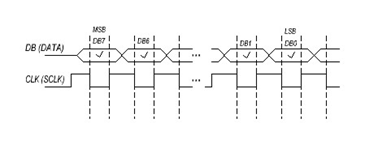 MSB LSB
DB (DATA) DB7 DB6 ... DB1 DB0
CLK (SCLK) ...